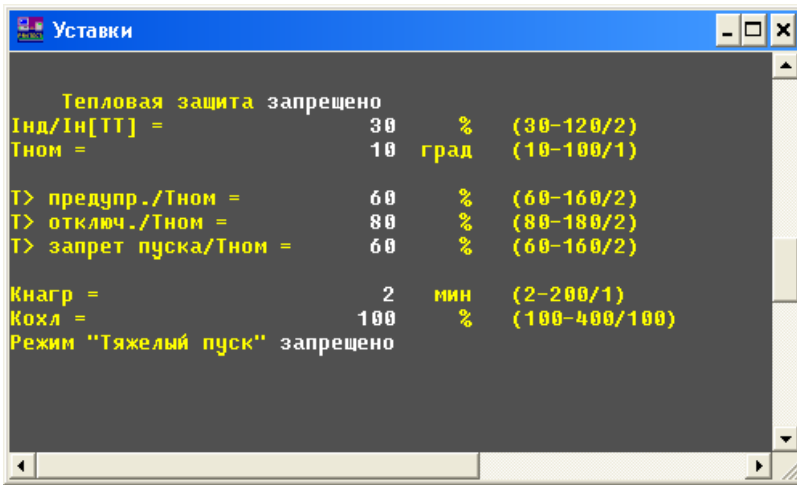 Уставки
Тепловая защита запрещено
Iнд/Iн[ТТ] = 30 % (30-120/2)
Тном = 10 град (10-100/1)
Т> предупр./Тном = 60 % (60-160/2)
Т> отключ./Тном = 80 % (80-180/2)
Т> запрет пуска/Тном = 60 % (60-160/2)
Кнагр = 2 мин (2-200/1)
Кохл = 100 % (100-400/100)
Режим "Тяжелый пуск" запрещено